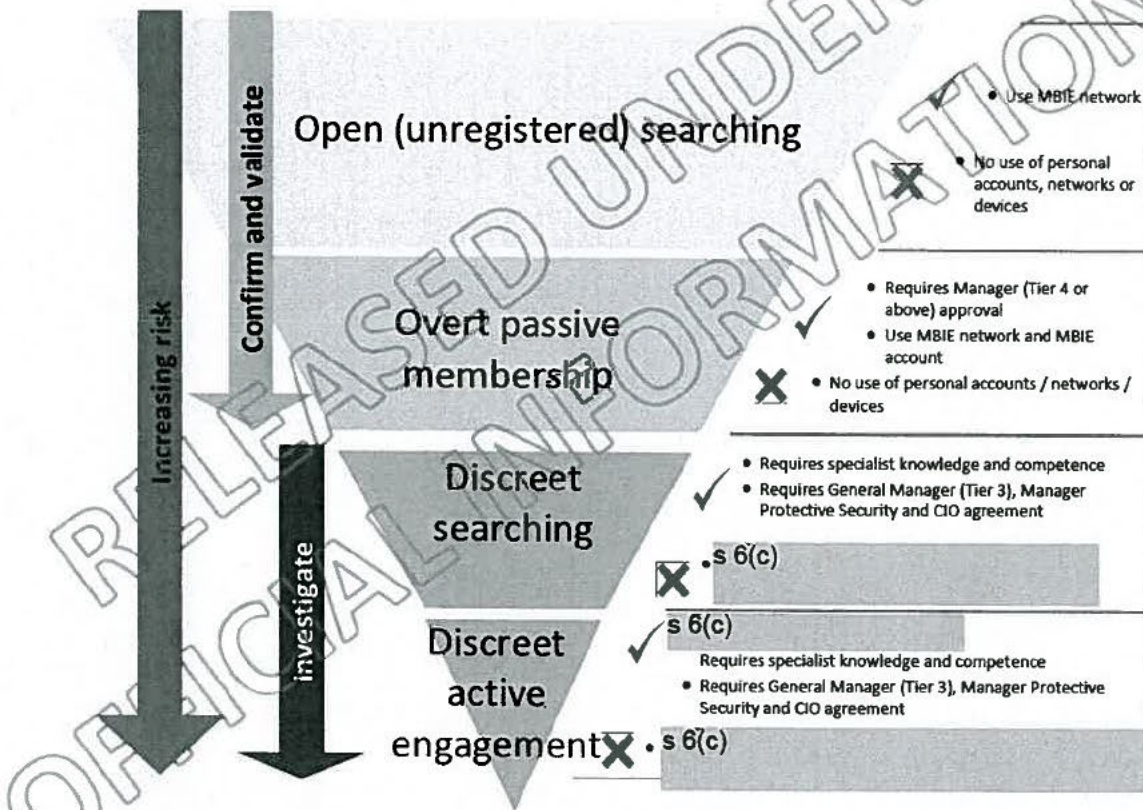 RELEASED UNDER
OFFICIAL INFORMATION
Increasing risk
Confirm and validate
investigate
Open (unregistered) searching
• Use MBIE network
• No use of personal
accounts, networks or
devices
Overt passive
membership
• Requires Manager (Tier 4 or
above) approval
• Use MBIE network and MBIE
account
• No use of personal accounts / networks /
devices
Discreet
searching
• Requires specialist knowledge and competence
• Requires General Manager (Tier 3), Manager
Protective Security and CIO agreement
• s 6(c)
Discreet
active
engagement
s 6(c)
Requires specialist knowledge and competence
• Requires General Manager (Tier 3), Manager Protective
Security and CIO agreement
• s 6(c)